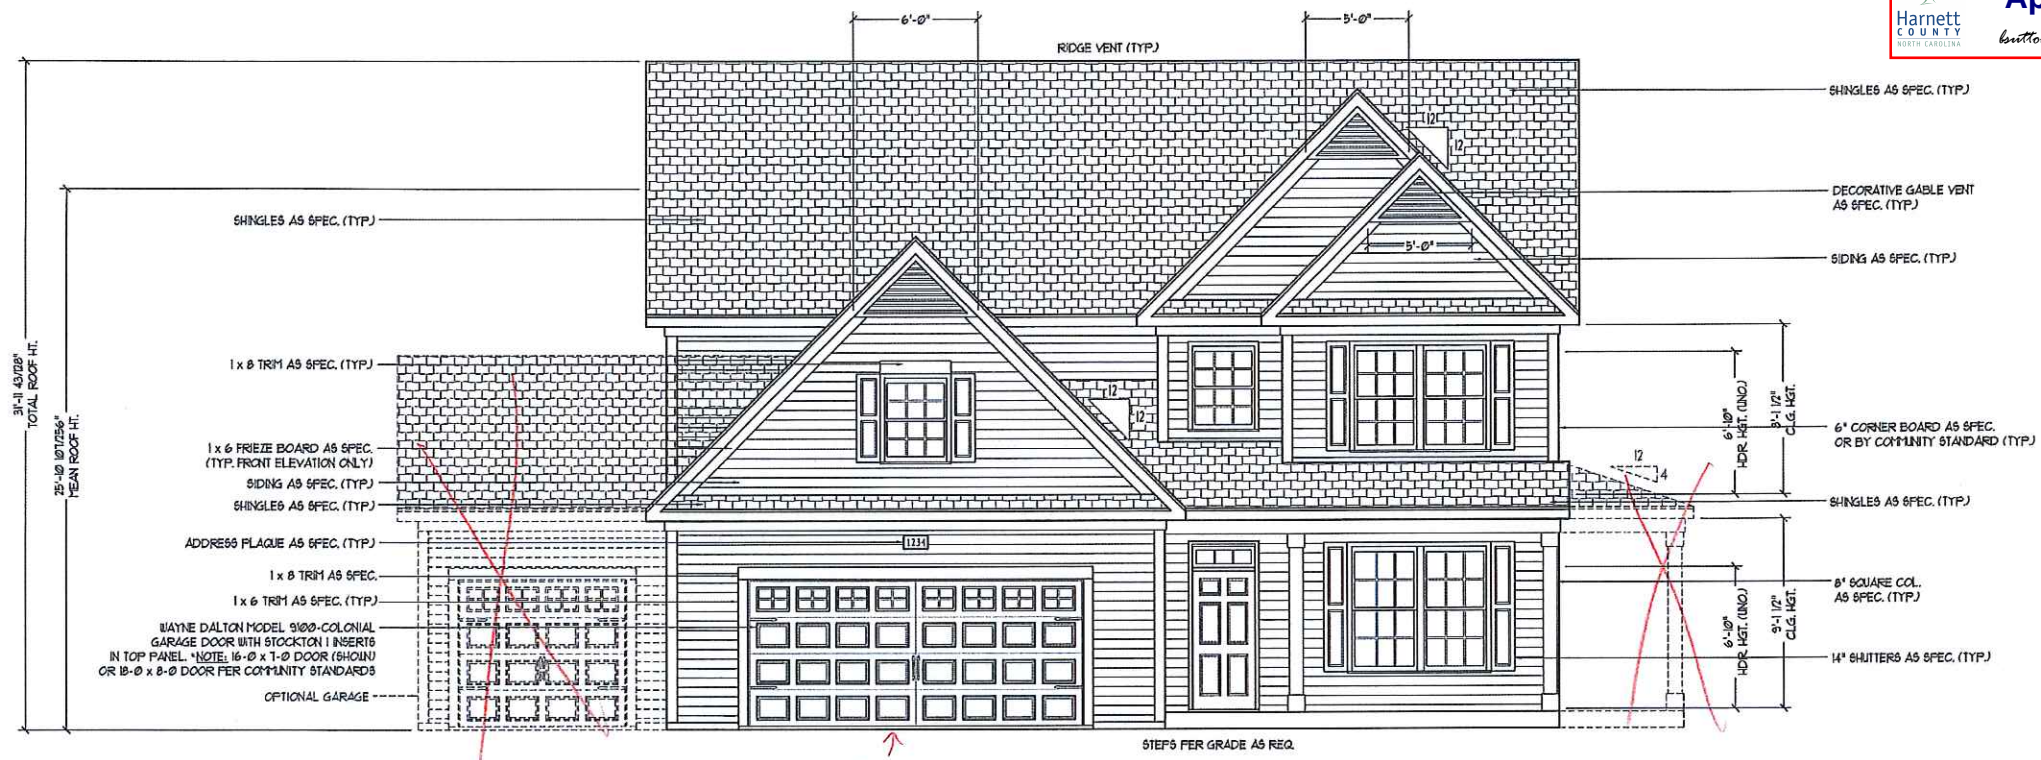 Harnett
COUNTY
NORTH CAROLINA
6'-0"
5'-0"
RIDGE VENT (TYP.)
SHINGLES AS SPEC. (TYP.)
12
12
DECORATIVE GABLE VENT
AS SPEC. (TYP.)
SHINGLES AS SPEC. (TYP.)
5'-0"
SIDING AS SPEC. (TYP.)
31'-11 43/128"
TOTAL ROOF HT.
25'-10 107/256"
MEAN ROOF HT.
1 x 8 TRIM AS SPEC. (TYP.)
12
12
6'-10"
HDR. HGT. (UNO.)
8'-1 1/2"
CLG. HGT.
6" CORNER BOARD AS SPEC.
OR BY COMMUNITY STANDARD (TYP.)
1 x 6 FRIEZE BOARD AS SPEC.
(TYP. FRONT ELEVATION ONLY)
12
4
SIDING AS SPEC. (TYP.)
SHINGLES AS SPEC. (TYP.)
SHINGLES AS SPEC. (TYP.)
ADDRESS PLAQUE AS SPEC. (TYP.)
1234
1 x 8 TRIM AS SPEC.
1 x 6 TRIM AS SPEC. (TYP.)
8" SQUARE COL.
AS SPEC. (TYP.)
6'-10"
HDR. HGT. (UNO.)
9'-1 1/2"
CLG. HGT.
WAYNE DALTON MODEL 9100-COLONIAL
GARAGE DOOR WITH STOCKTON 1 INSERTS
IN TOP PANEL. *NOTE: 16-0 x 7-0 DOOR (SHOWN)
OR 18-0 x 8-0 DOOR PER COMMUNITY STANDARDS
14" SHUTTERS AS SPEC. (TYP.)
OPTIONAL GARAGE
STEPS PER GRADE AS REQ.